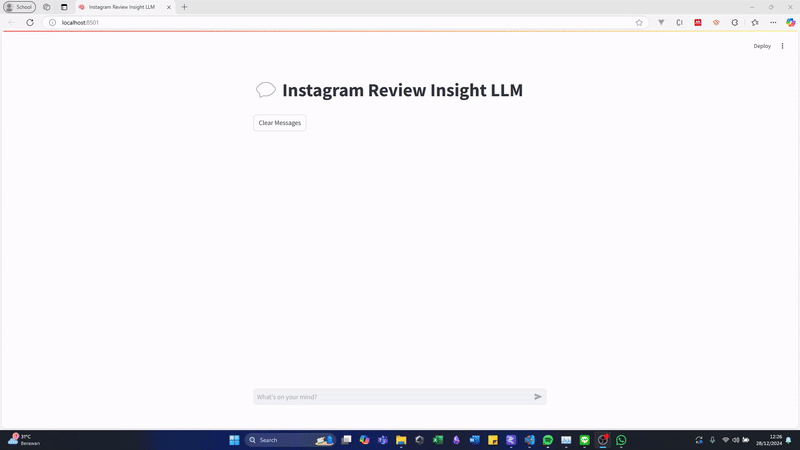 School
Instagram Review Insight LLM
localhost:8501
Deploy
Instagram Review Insight LLM
Clear Messages
What's on your mind?
31°C
Berawan
Search
12:26
28/12/2024